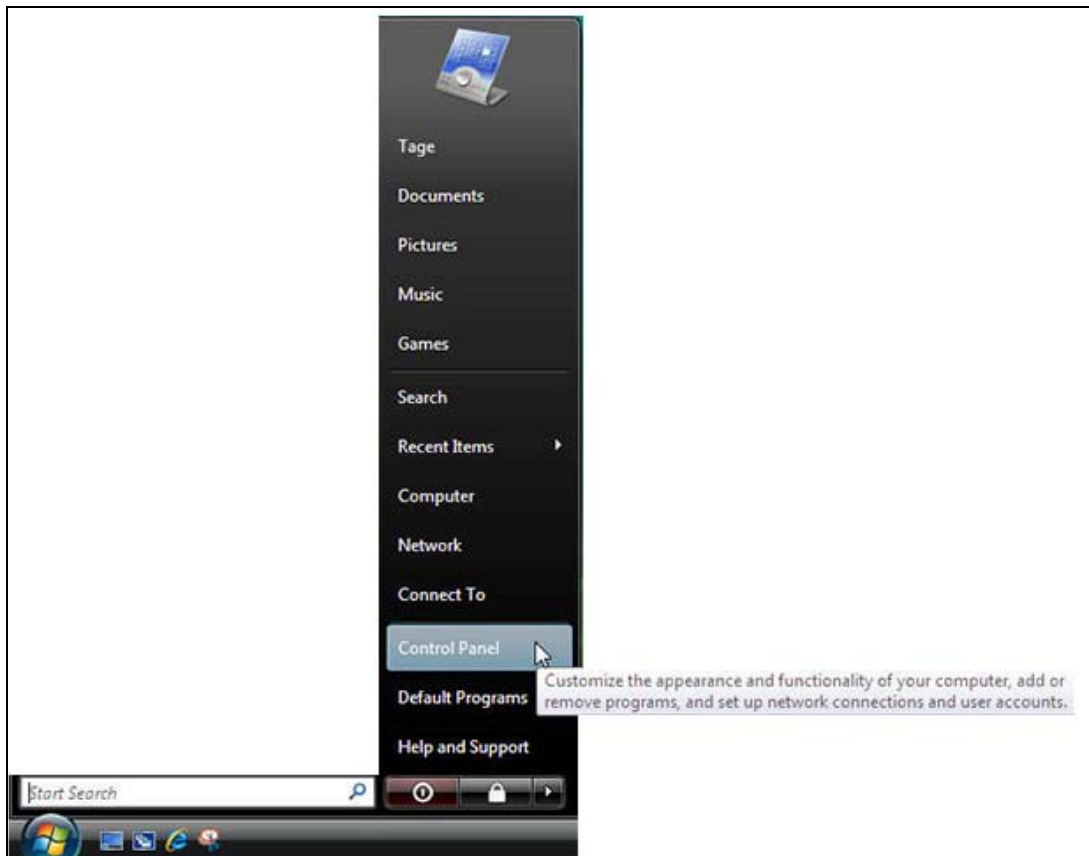 Tage
Documents
Pictures
Music
Games
Search
Recent Items
Computer
Network
Connect To
Control Panel
Customize the appearance and functionality of your computer, add or
remove programs, and set up network connections and user accounts.
Default Programs
Help and Support
Start Search